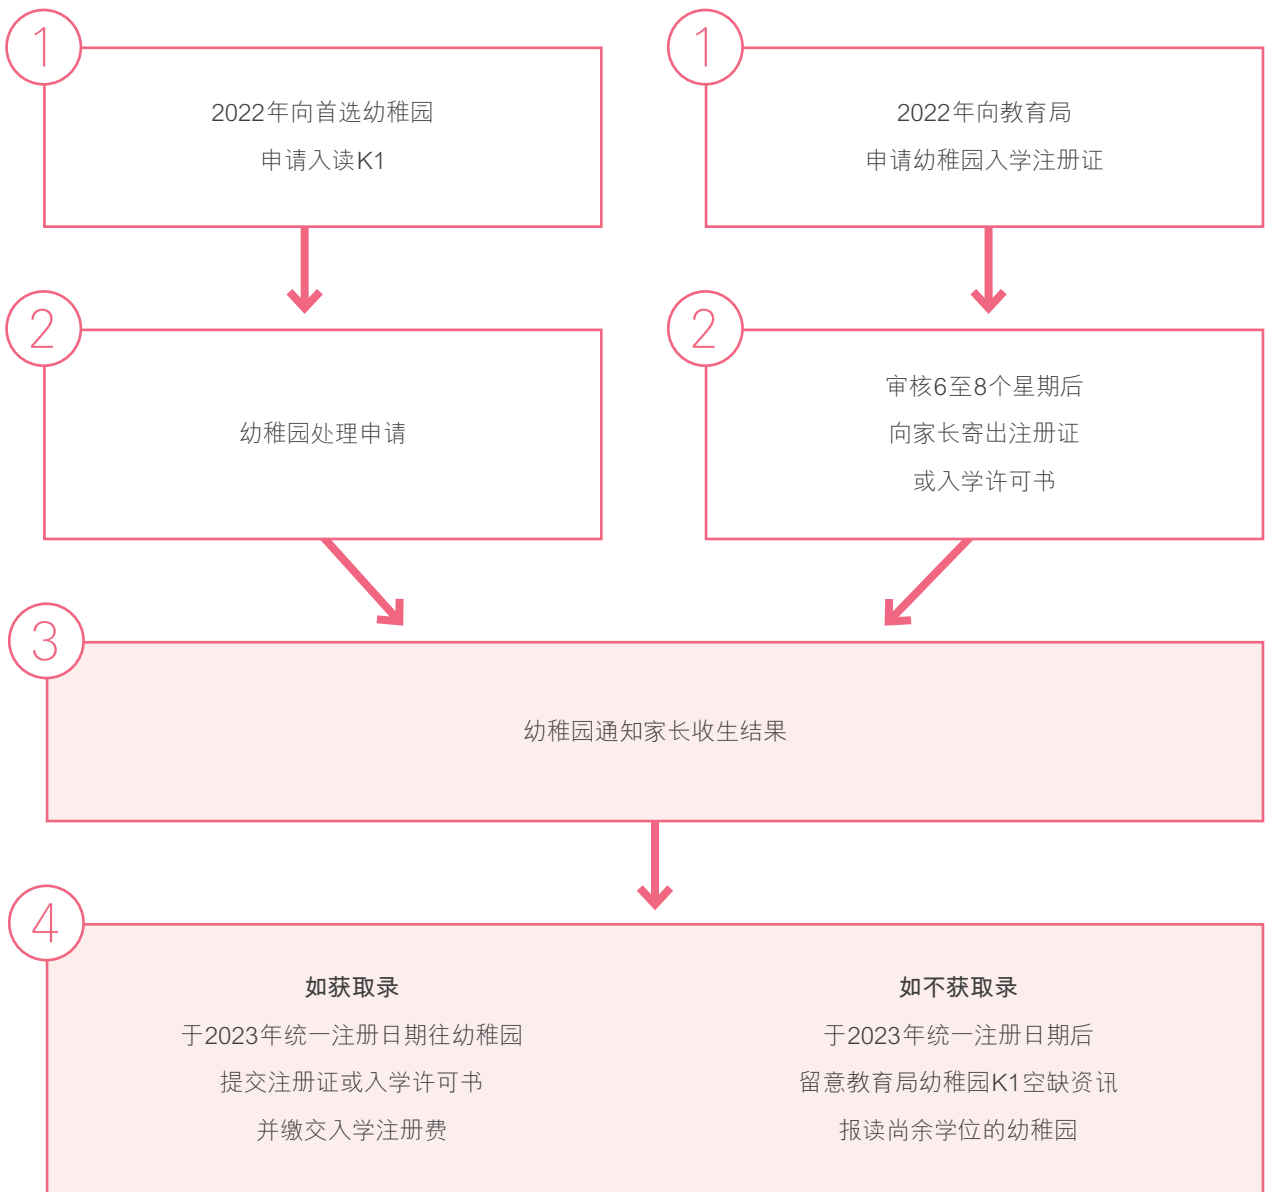 1
2022年向首选幼稚园
申请入读K1
1
2022年向教育局
申请幼稚园入学注册证
2
幼稚园处理申请
2
审核6至8个星期后
向家长寄出注册证
或入学许可书
3
幼稚园通知家长收生结果
4
如获取录
于2023年统一注册日期往幼稚园
提交注册证或入学许可书
并缴交入学注册费
如不获取录
于2023年统一注册日期后
留意教育局幼稚园K1空缺资讯
报读尚余学位的幼稚园